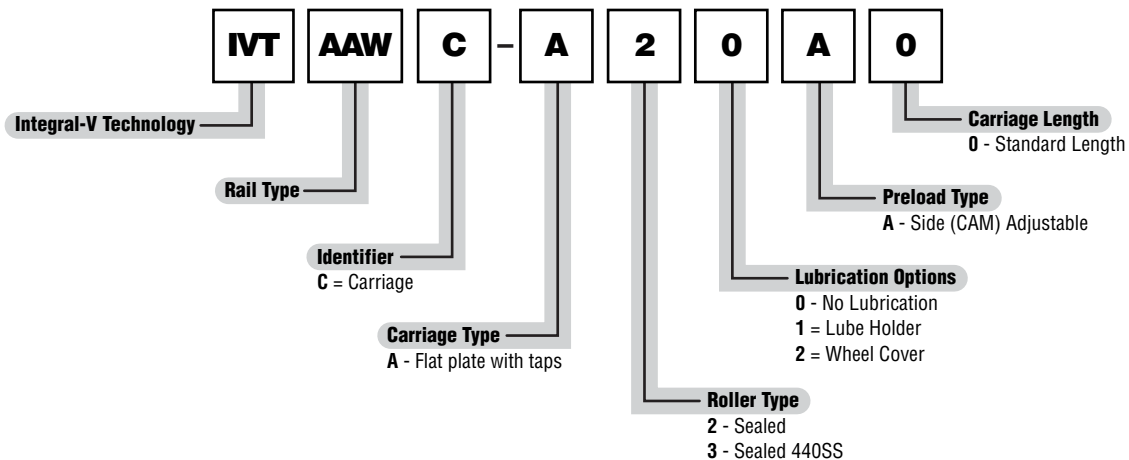 IVT AAW C - A 2 0 A 0
Integral-V Technology
Carriage Length
0 - Standard Length
Rail Type
Preload Type
A - Side (CAM) Adjustable
Identifier
C = Carriage
Lubrication Options
0 - No Lubrication
1 = Lube Holder
2 = Wheel Cover
Carriage Type
A - Flat plate with taps
Roller Type
2 - Sealed
3 - Sealed 440SS